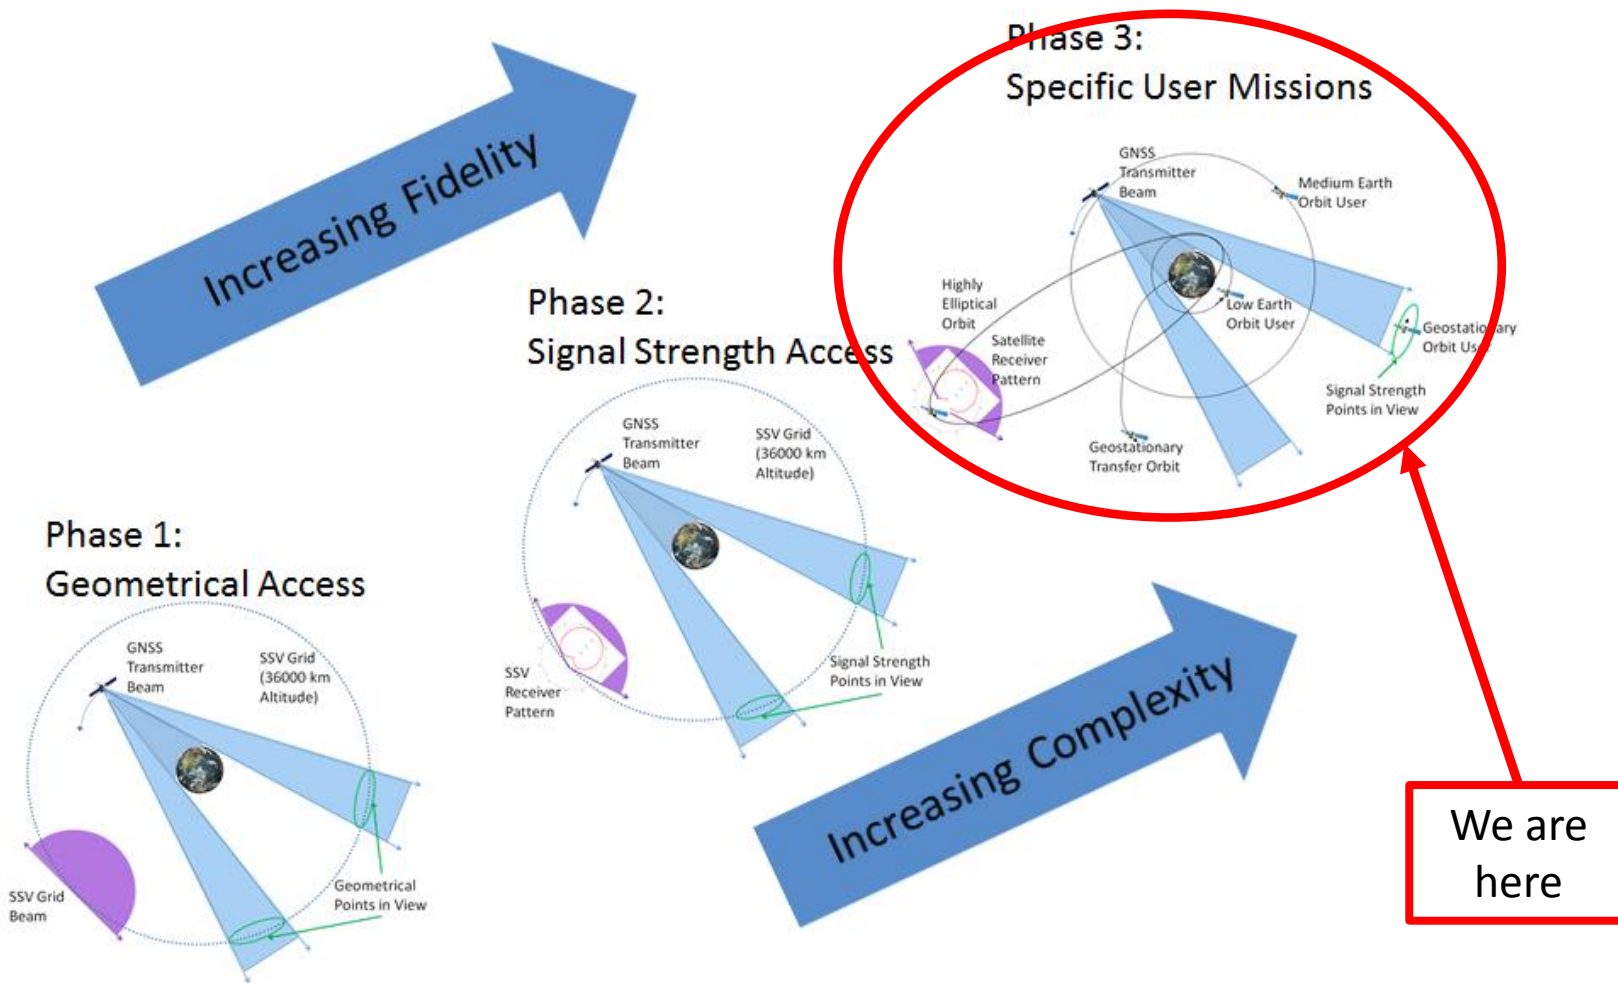 Increasing Fidelity
Phase 3:
Specific User Missions
GNSS
Transmitter
Beam
Medium Earth
Orbit User
Highly
Elliptical
Orbit
Low Earth
Orbit User
Geostationary
Orbit User
Satellite
Receiver
Pattern
Signal Strength
Points in View
Geostationary
Transfer Orbit
Phase 2:
Signal Strength Access
GNSS
Transmitter
Beam
SSV Grid
(36000 km
Altitude)
SSV
Receiver
Pattern
Signal Strength
Points in View
Phase 1:
Geometrical Access
GNSS
Transmitter
Beam
SSV Grid
(36000 km
Altitude)
SSV Grid
Beam
Geometrical
Points in View
Increasing Complexity
We are
here